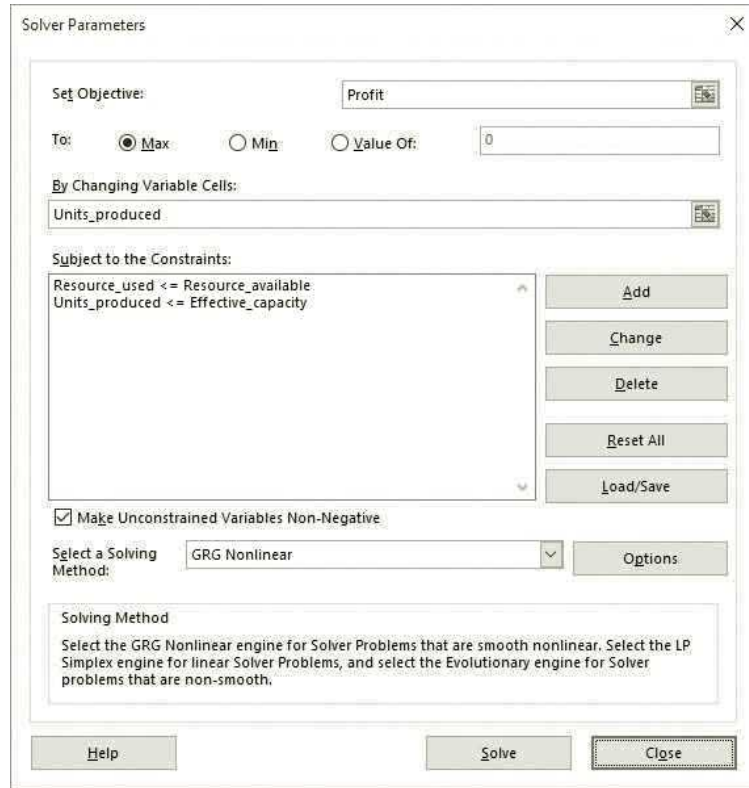 Solver Parameters
Set Objective: Profit
To: Max Min Value Of: 0
By Changing Variable Cells:
Units_produced
Subject to the Constraints:
Resource_used <= Resource_available
Units_produced <= Effective_capacity
Add
Change
Delete
Reset All
Load/Save
Make Unconstrained Variables Non-Negative
Select a Solving Method: GRG Nonlinear Options
Solving Method
Select the GRG Nonlinear engine for Solver Problems that are smooth nonlinear. Select the LP
Simplex engine for linear Solver Problems, and select the Evolutionary engine for Solver
problems that are non-smooth.
Help Solve Close